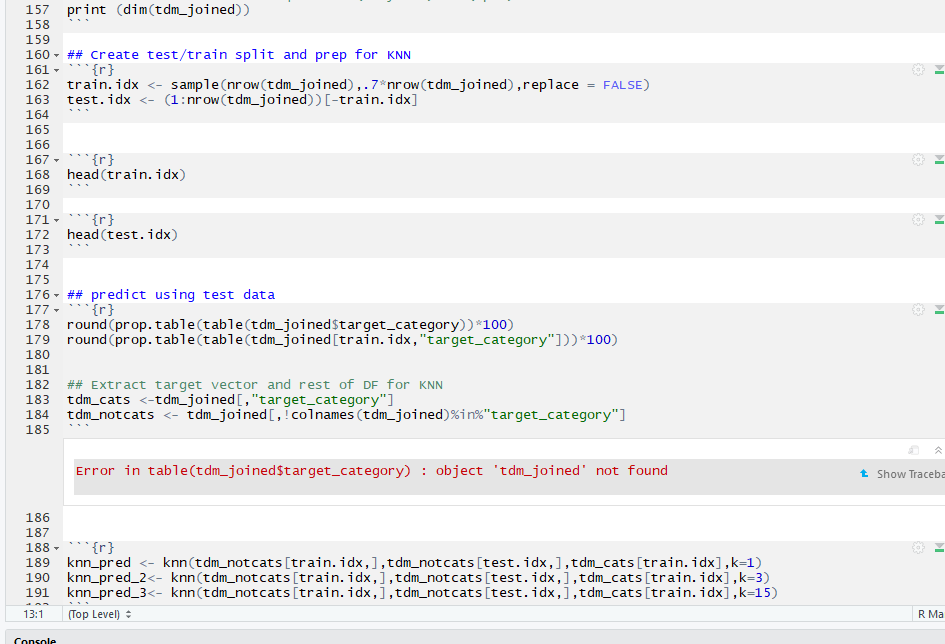 157 print (dim(tdm_joined))
158 ```
159
160 ## Create test/train split and prep for KNN
161 ```{r}
162 train.idx <- sample(nrow(tdm_joined),.7*nrow(tdm_joined),replace = FALSE)
163 test.idx <- (1:nrow(tdm_joined))[-train.idx]
164 ```
165
166
167 ```{r}
168 head(train.idx)
169 ```
170
171 ```{r}
172 head(test.idx)
173 ```
174
175
176 ## predict using test data
177 ```{r}
178 round(prop.table(table(tdm_joined$target_category))*100)
179 round(prop.table(table(tdm_joined[train.idx,"target_category"]))*100)
180
181
182 ## Extract target vector and rest of DF for KNN
183 tdm_cats <-tdm_joined[,"target_category"]
184 tdm_notcats <- tdm_joined[,!colnames(tdm_joined)%in%"target_category"]
185 ```
Error in table(tdm_joined$target_category) : object 'tdm_joined' not found
Show Traceba
186
187
188 ```{r}
189 knn_pred <- knn(tdm_notcats[train.idx,],tdm_notcats[test.idx,],tdm_cats[train.idx],k=1)
190 knn_pred_2<- knn(tdm_notcats[train.idx,],tdm_notcats[test.idx,],tdm_cats[train.idx],k=3)
191 knn_pred_3<- knn(tdm_notcats[train.idx,],tdm_notcats[test.idx,],tdm_cats[train.idx],k=15)
13:1 (Top Level) R Ma
Console